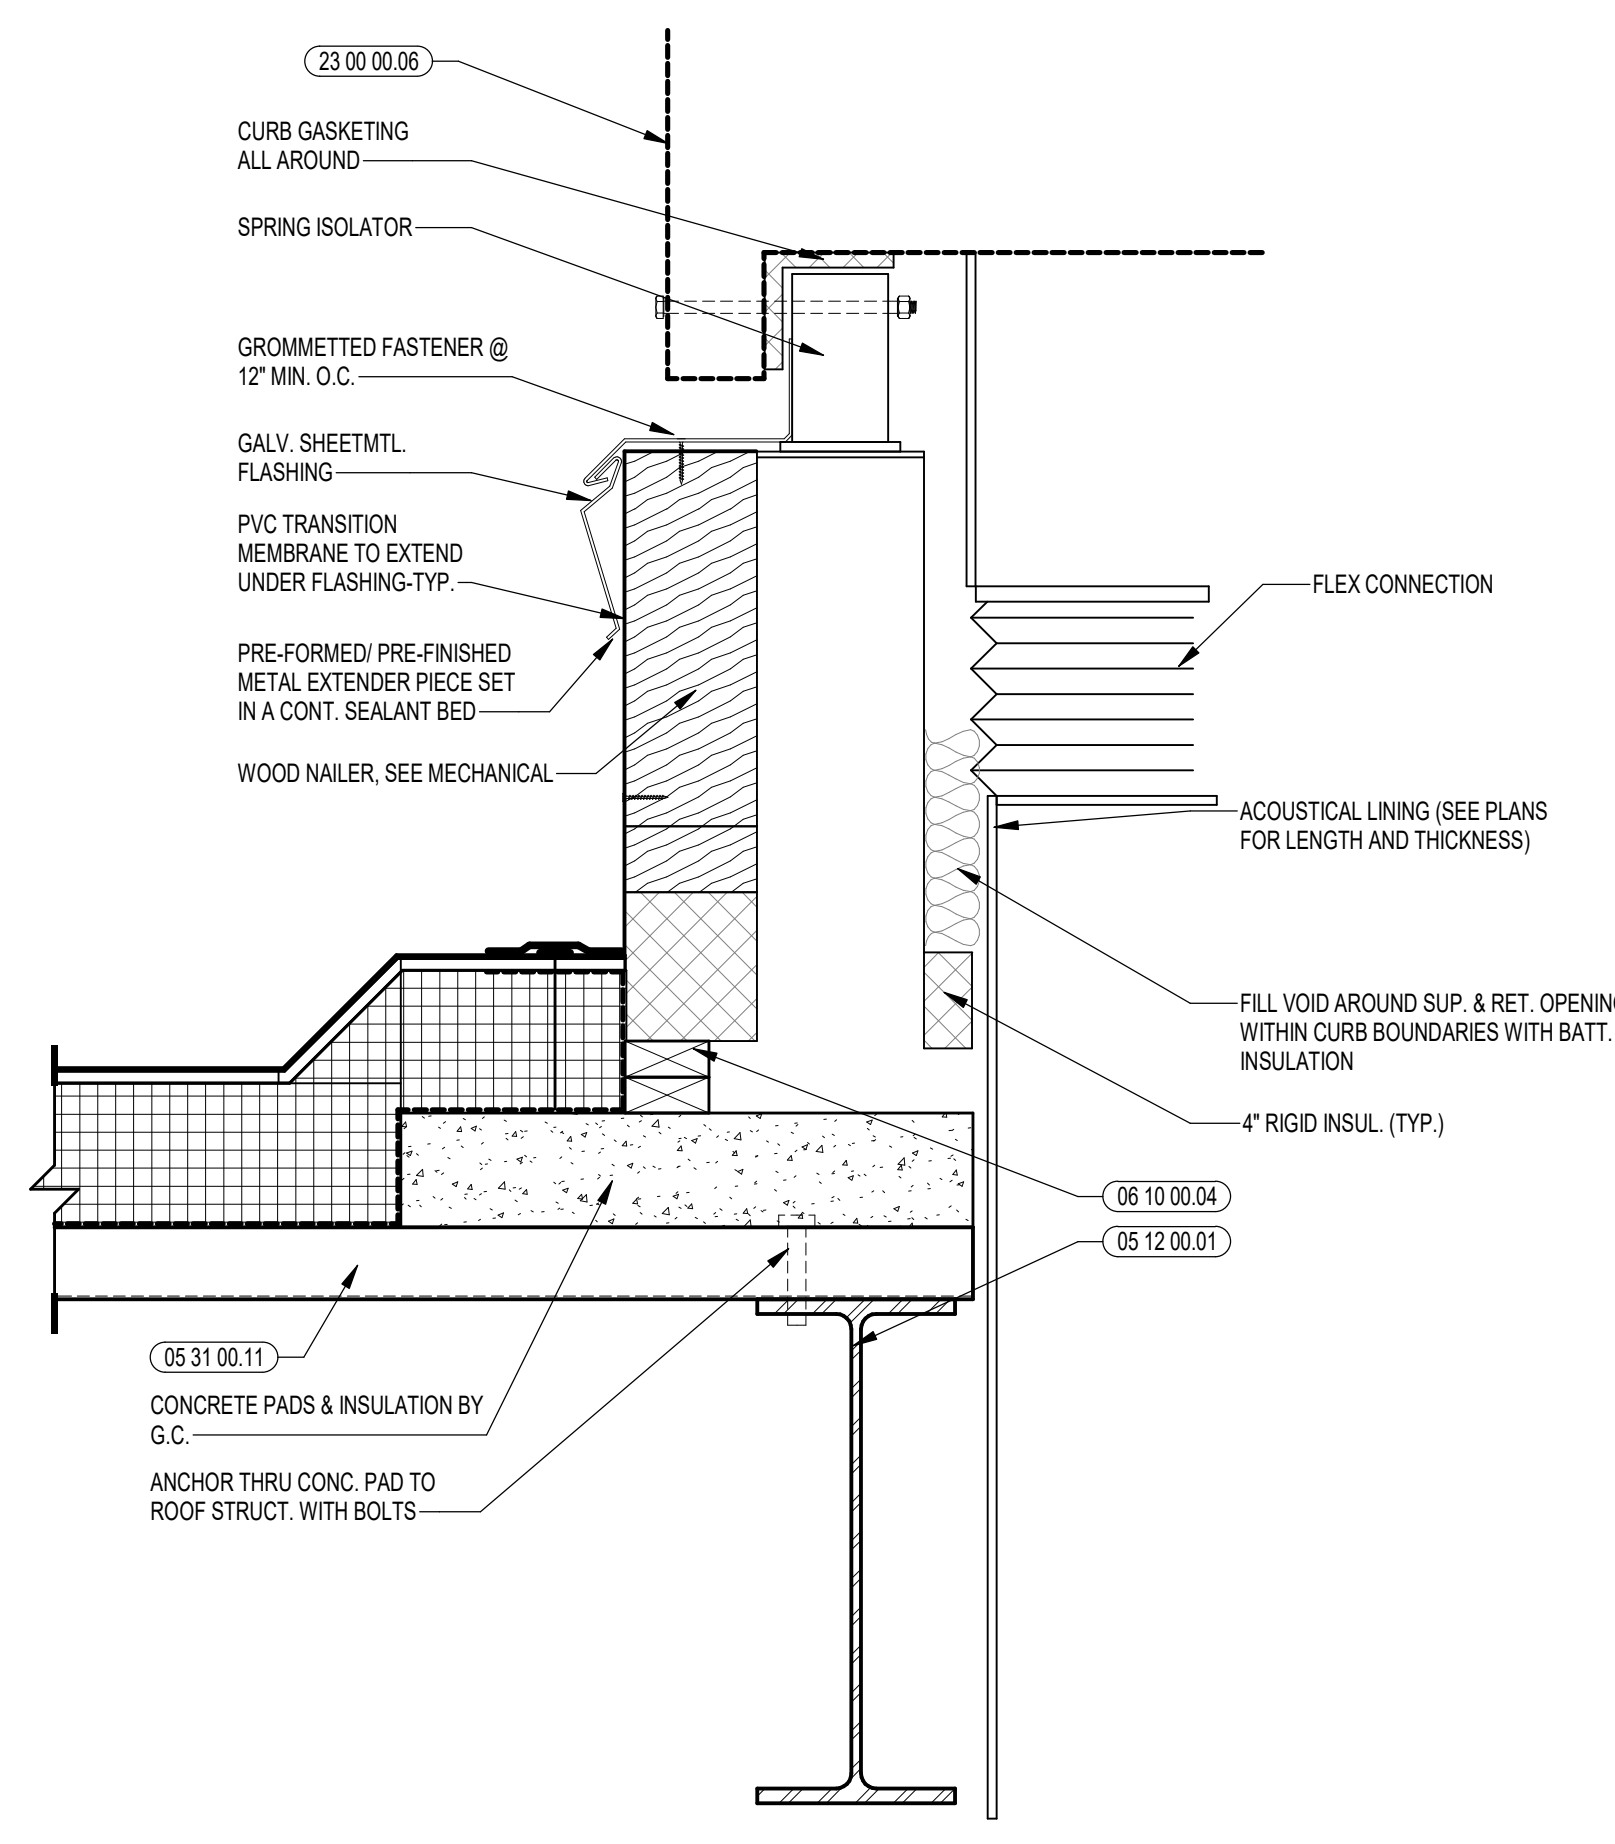 23 00 00.06
CURB GASKETING
ALL AROUND
SPRING ISOLATOR
GROMMETTED FASTENER @
12" MIN. O.C.
GALV. SHEETMTL.
FLASHING
PVC TRANSITION
MEMBRANE TO EXTEND
UNDER FLASHING-TYP.
PRE-FORMED/ PRE-FINISHED
METAL EXTENDER PIECE SET
IN A CONT. SEALANT BED
WOOD NAILER, SEE MECHANICAL
FLEX CONNECTION
ACOUSTICAL LINING (SEE PLANS
FOR LENGTH AND THICKNESS)
FILL VOID AROUND SUP. & RET. OPENING
WITHIN CURB BOUNDARIES WITH BATT.
INSULATION
4" RIGID INSUL. (TYP.)
06 10 00.04
05 12 00.01
05 31 00.11
CONCRETE PADS & INSULATION BY
G.C.
ANCHOR THRU CONC. PAD TO
ROOF STRUCT. WITH BOLTS